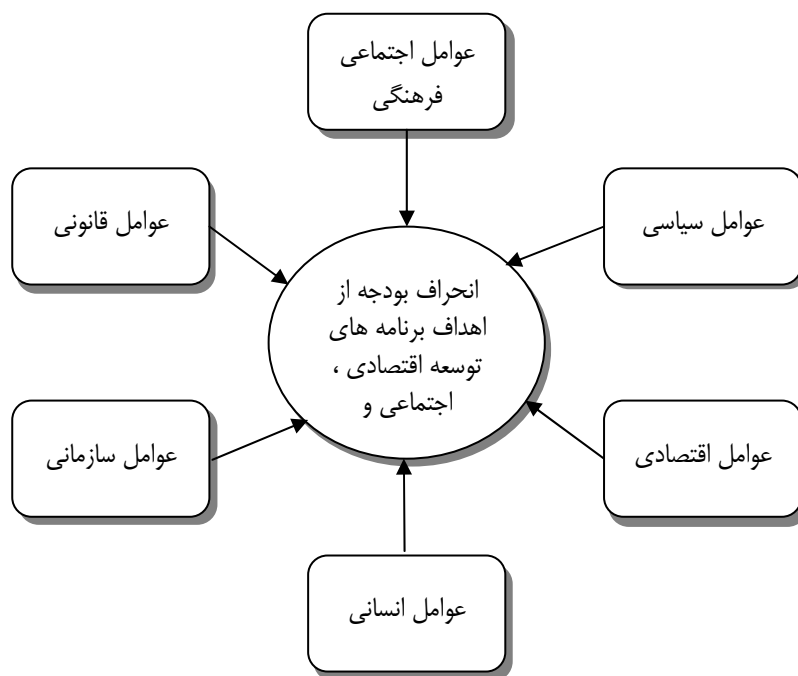 عوامل اجتماعی
فرهنگی
عوامل سیاسی
عوامل قانونی
انحراف بودجه از
اهداف برنامه های
توسعه اقتصادی ،
اجتماعی و
عوامل اقتصادی
عوامل سازمانی
عوامل انسانی